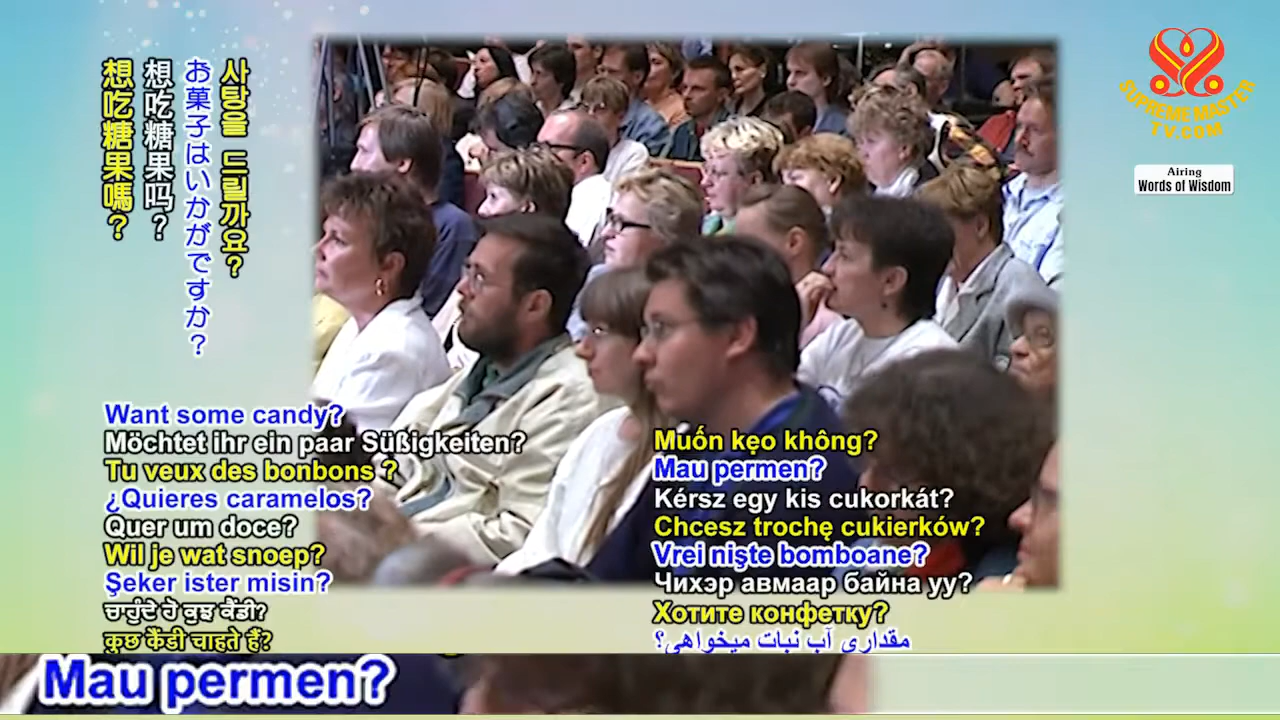 사탕을 드릴까요?
お菓子はいかがですか?
想吃糖果吗?
想吃糖果嗎?
SUPREME MASTER
TV.COM
Airing
Words of Wisdom
Want some candy?
Möchtet ihr ein paar Süßigkeiten?
Tu veux des bonbons ?
¿Quieres caramelos?
Quer um doce?
Wil je wat snoep?
Şeker ister misin?
ਚਾਹੁੰਦੇ ਹੋ ਕੁਝ ਕੈਂਡੀ?
कुछ कैंडी चाहते हैं?
Muốn kẹo không?
Mau permen?
Kérsz egy kis cukorkát?
Chcesz trochę cukierków?
Vrei nişte bomboane?
Чихэр авмаар байна уу?
Хотите конфетку?
مقداری آب نبات میخواهی؟
Mau permen?